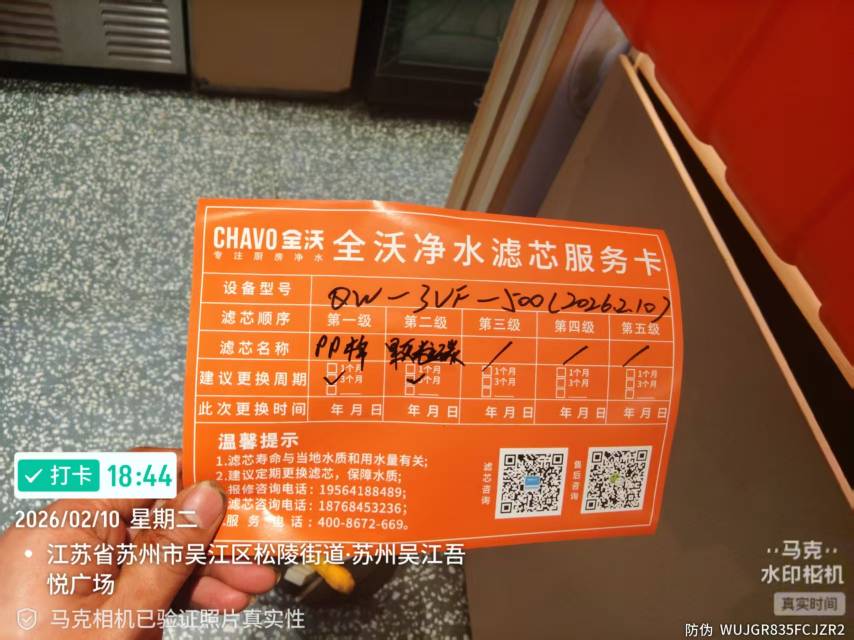 CHAVO 全沃
专注厨房净水
全沃净水滤芯服务卡
设备型号 QW-3VF-500(2026.2.10)
滤芯顺序 第一级 第二级 第三级 第四级 第五级
滤芯名称 PP棉 颗粒碳 / / /
建议更换周期 1个月 1个月 1个月 1个月 1个月
3个月 个月 3个月 3个月 3个月
此次更换时间 年 月 日 年 月 日 年 月 日 年 月 日 年 月 日
温馨提示
1.滤芯寿命与当地水质和用水量有关;
2.建议定期更换滤芯，保障水质;
报修咨询电话：19564188489;
滤芯咨询电话：18768453236;
服务电话：400-8672-669。
滤芯咨询
售后咨询
打卡 18:44
2026/02/10 星期二
江苏省苏州市吴江区松陵街道·苏州吴江吾
悦广场
马克相机已验证照片真实性
马克
水印相机
真实时间
防伪 WUJGR835FCJZR2